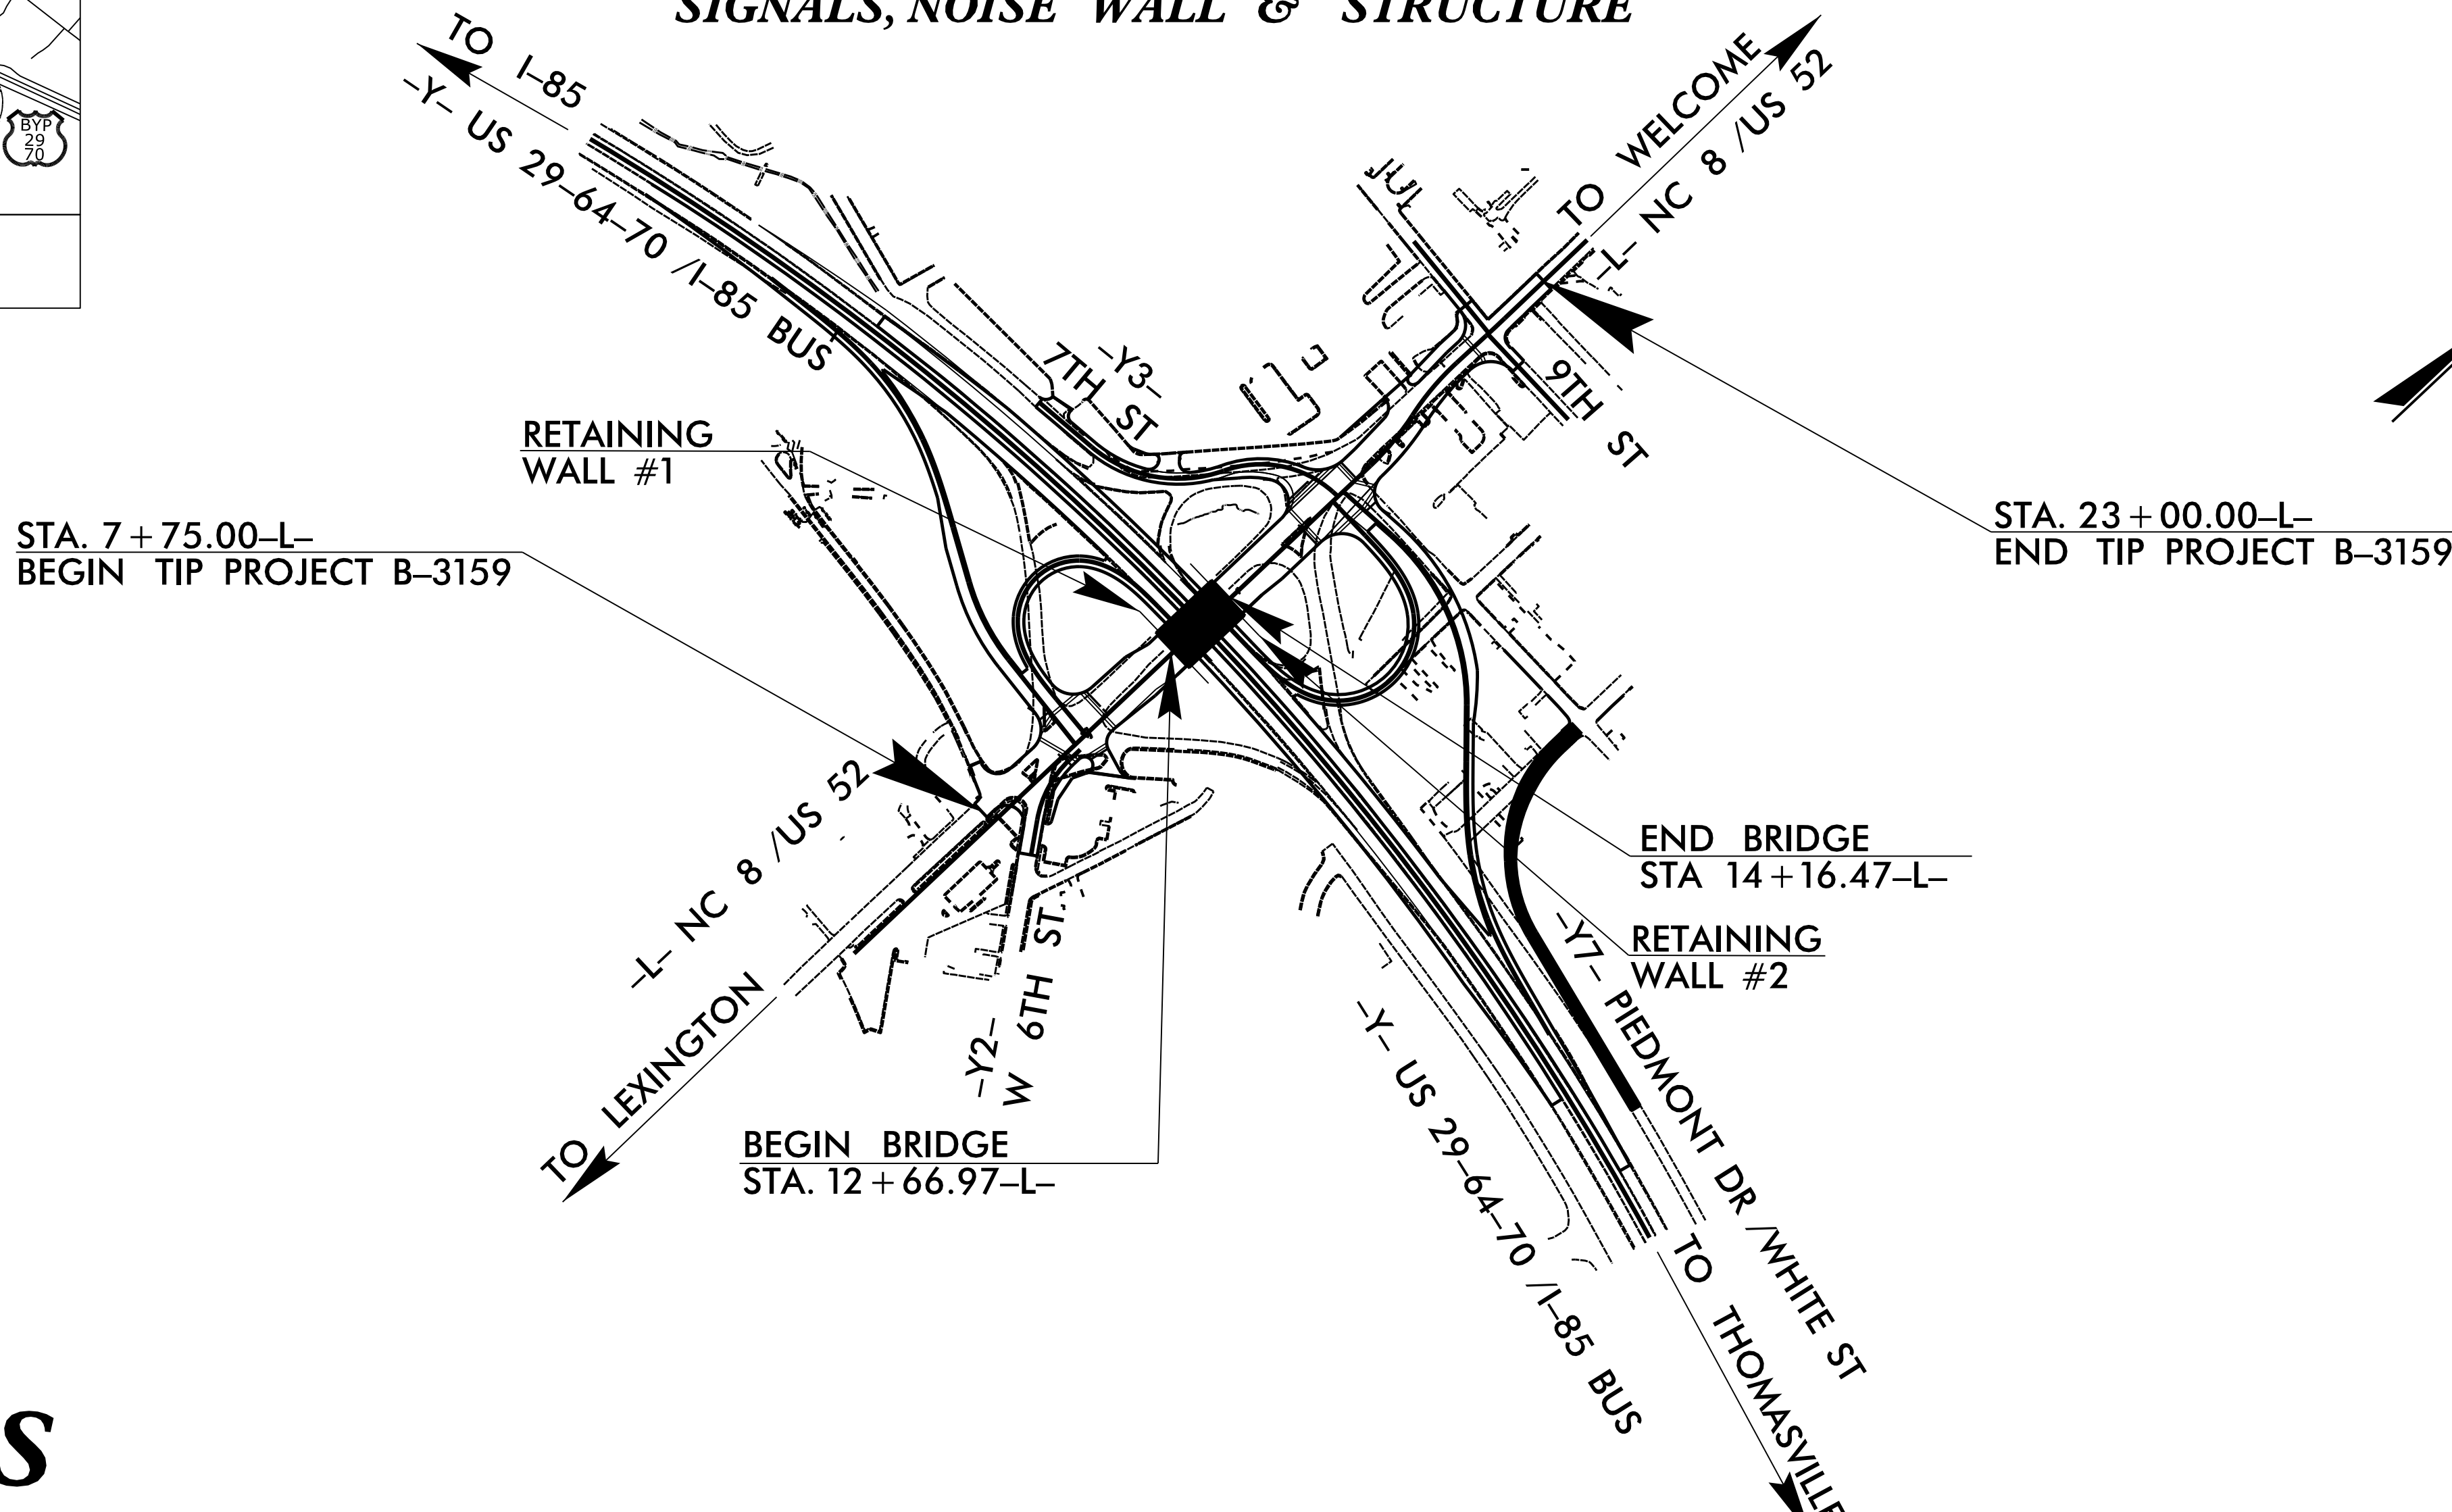 SIGNALS, NOISE WALL & STRUCTURE
BYP
29
70
TO I-85
-Y- US 29-64-70 /I-85 BUS
TO WELCOME
-L- NC 8 /US 52
-Y3-
7TH ST
9TH ST
RETAINING
WALL #1
STA. 7+75.00-L-
BEGIN TIP PROJECT B-3159
STA. 23+00.00-L-
END TIP PROJECT B-3159
-L- NC 8 /US 52
TO LEXINGTON
-Y2-
W 6TH ST.
BEGIN BRIDGE
STA. 12+66.97-L-
END BRIDGE
STA 14+16.47-L-
RETAINING
WALL #2
-Y7- PIEDMONT DR /WHITE ST
-Y- US 29-64-70 /I-85 BUS
TO THOMASVILLE
S